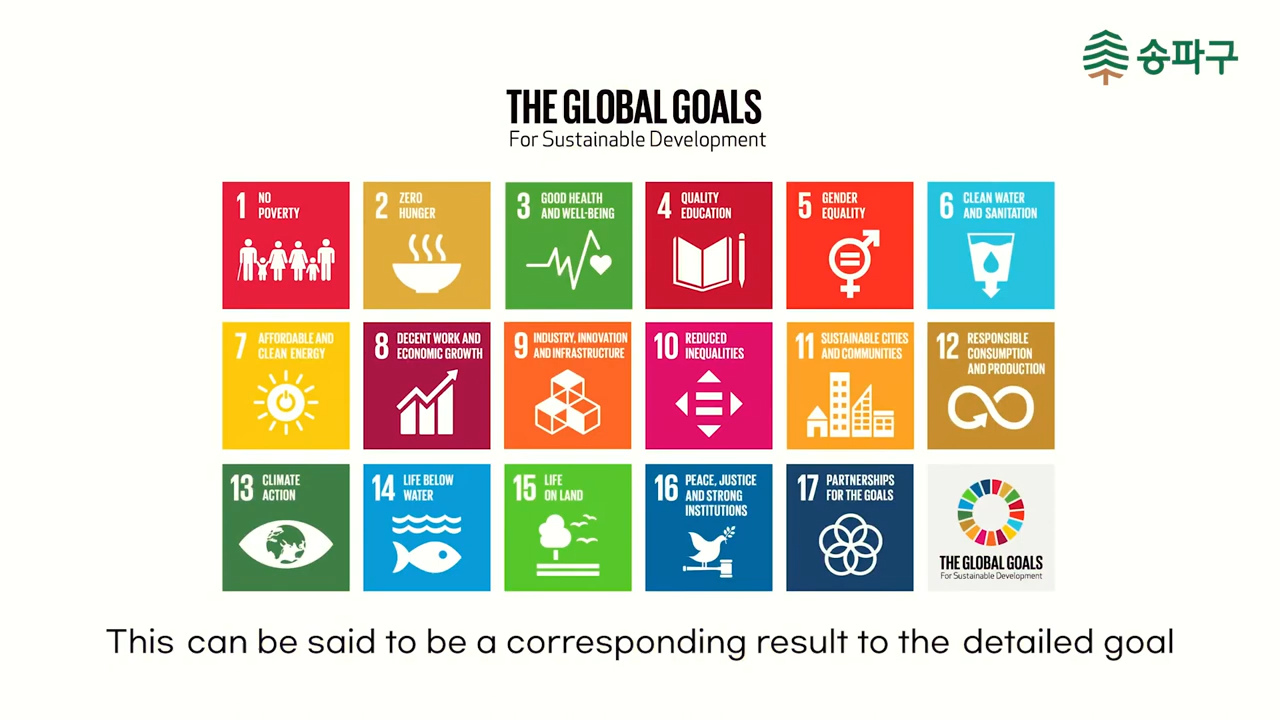 송파구
THE GLOBAL GOALS
For Sustainable Development
1 NO
POVERTY
2 ZERO
HUNGER
3 GOOD HEALTH
AND WELL-BEING
4 QUALITY
EDUCATION
5 GENDER
EQUALITY
6 CLEAN WATER
AND SANITATION
7 AFFORDABLE AND
CLEAN ENERGY
8 DECENT WORK AND
ECONOMIC GROWTH
9 INDUSTRY, INNOVATION
AND INFRASTRUCTURE
10 REDUCED
INEQUALITIES
11 SUSTAINABLE CITIES
AND COMMUNITIES
12 RESPONSIBLE
CONSUMPTION
AND PRODUCTION
13 CLIMATE
ACTION
14 LIFE BELOW
WATER
15 LIFE
ON LAND
16 PEACE, JUSTICE
AND STRONG
INSTITUTIONS
17 PARTNERSHIPS
FOR THE GOALS
THE GLOBAL GOALS
For Sustainable Development
This can be said to be a corresponding result to the detailed goal